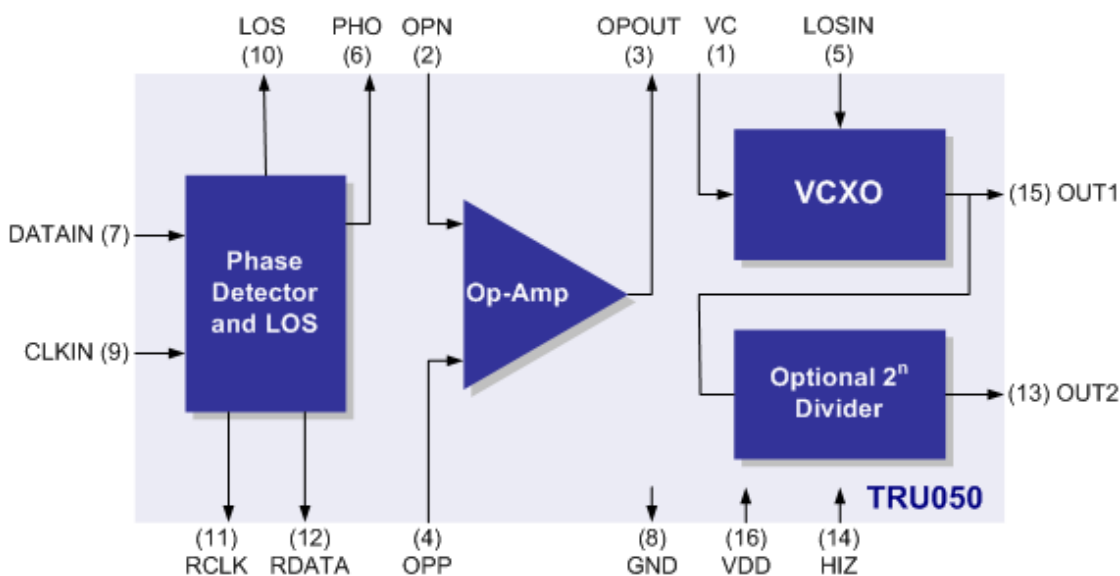 LOS PHO OPN OPOUT VC LOSIN
(10) (6) (2) (3) (1) (5)
VCXO
(15) OUT1
DATAIN (7)
Phase
Detector
and LOS
Op-Amp
CLKIN (9)
Optional 2ⁿ
Divider
(13) OUT2
TRU050
(11) (12) (4) (8) (16) (14)
RCLK RDATA OPP GND VDD HIZ